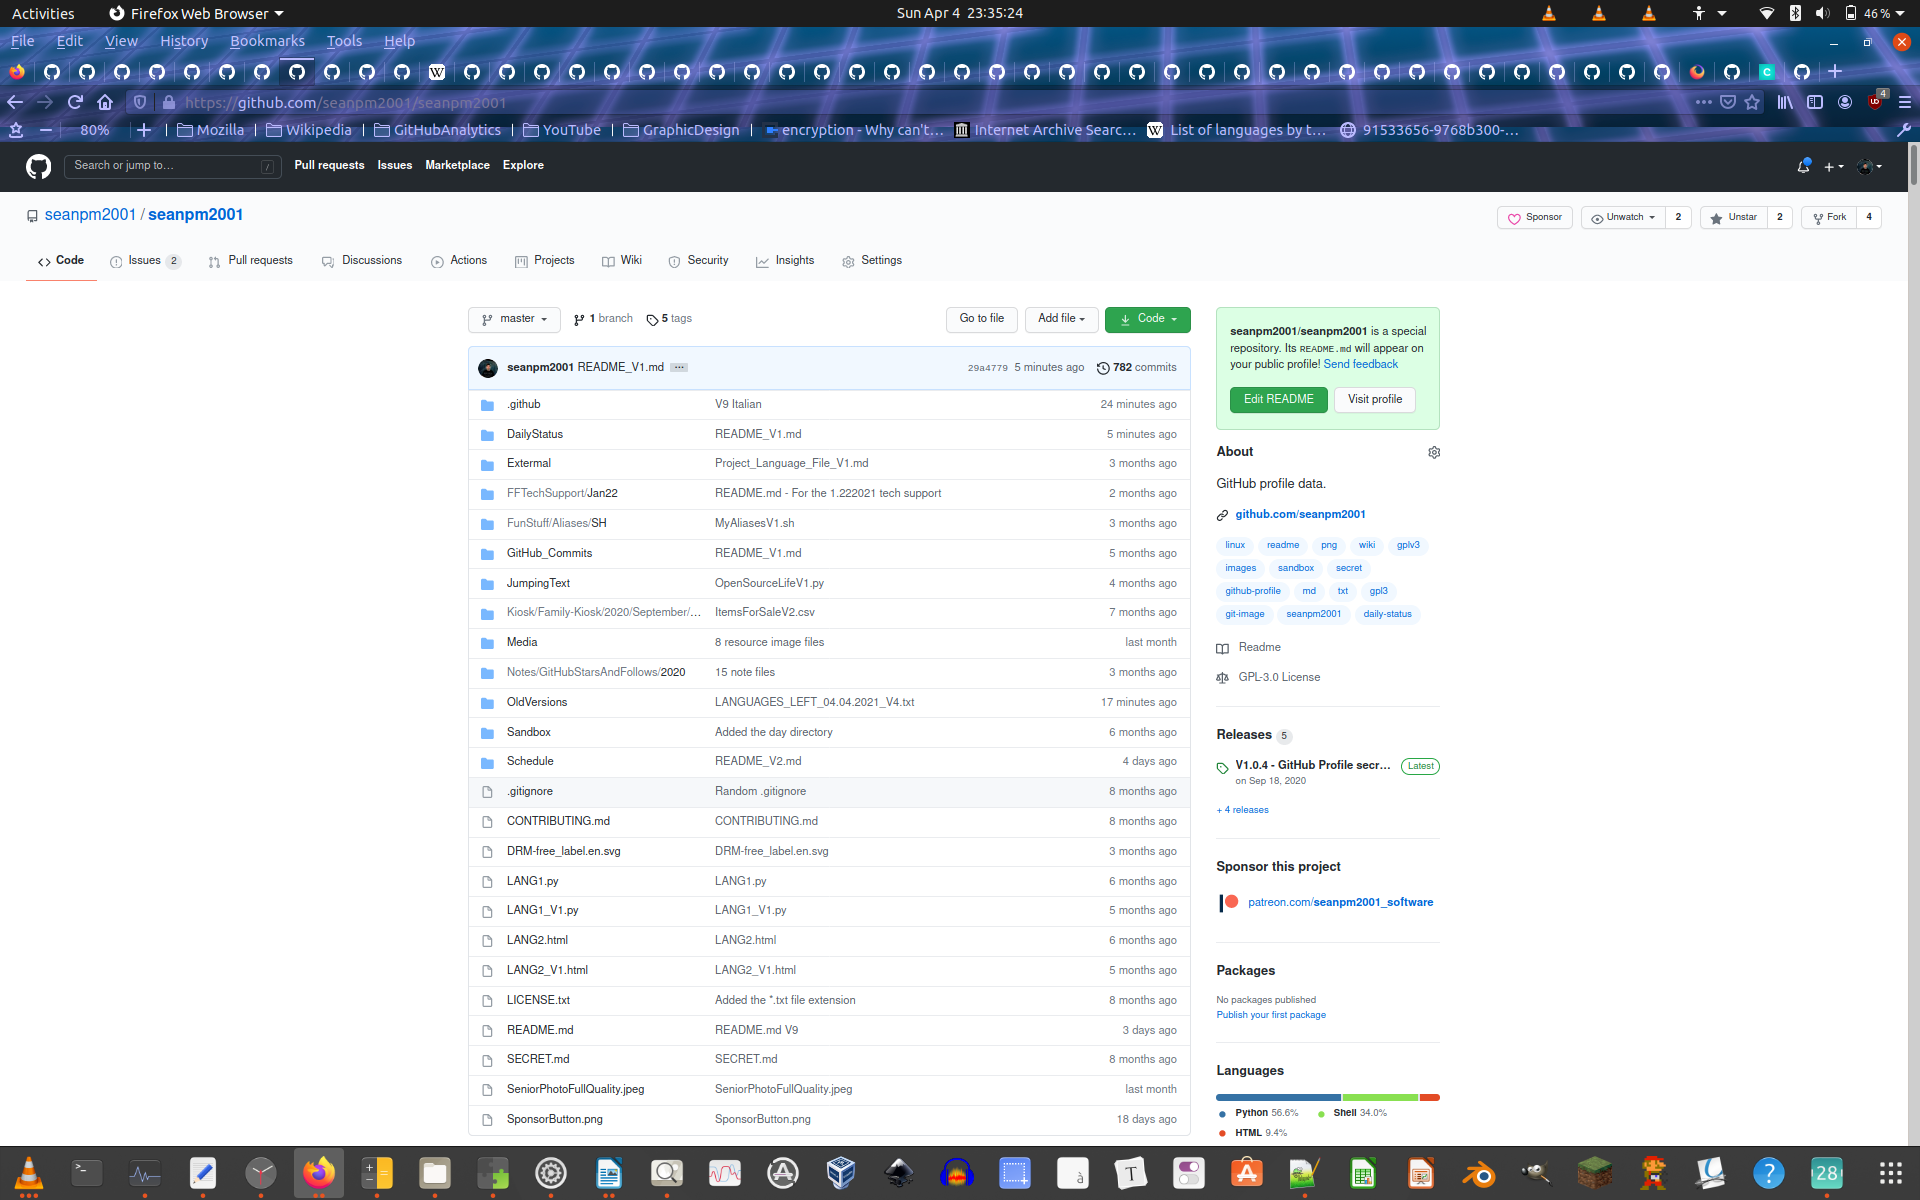 Activities Firefox Web Browser Sun Apr 4 23:35:24 46 %
File Edit View History Bookmarks Tools Help
https://github.com/seanpm2001/seanpm2001 4
80% Mozilla Wikipedia GitHubAnalytics YouTube GraphicDesign encryption - Why can't… Internet Archive Searc… List of languages by t… 91533656-9768b300-…
Search or jump to… / Pull requests Issues Marketplace Explore
seanpm2001 / seanpm2001 Sponsor Unwatch 2 Unstar 2 Fork 4
Code Issues 2 Pull requests Discussions Actions Projects Wiki Security Insights Settings
master 1 branch 5 tags Go to file Add file Code
seanpm2001 README_V1.md ... 29a4779 5 minutes ago 782 commits
.github V9 Italian 24 minutes ago
DailyStatus README_V1.md 5 minutes ago
Extermal Project_Language_File_V1.md 3 months ago
FFTechSupport/Jan22 README.md - For the 1.222021 tech support 2 months ago
FunStuff/Aliases/SH MyAliasesV1.sh 3 months ago
GitHub_Commits README_V1.md 5 months ago
JumpingText OpenSourceLifeV1.py 4 months ago
Kiosk/Family-Kiosk/2020/September/… ItemsForSaleV2.csv 7 months ago
Media 8 resource image files last month
Notes/GitHubStarsAndFollows/2020 15 note files 3 months ago
OldVersions LANGUAGES_LEFT_04.04.2021_V4.txt 17 minutes ago
Sandbox Added the day directory 6 months ago
Schedule README_V2.md 4 days ago
.gitignore Random .gitignore 8 months ago
CONTRIBUTING.md CONTRIBUTING.md 8 months ago
DRM-free_label.en.svg DRM-free_label.en.svg 3 months ago
LANG1.py LANG1.py 6 months ago
LANG1_V1.py LANG1_V1.py 5 months ago
LANG2.html LANG2.html 6 months ago
LANG2_V1.html LANG2_V1.html 5 months ago
LICENSE.txt Added the *.txt file extension 8 months ago
README.md README.md V9 3 days ago
SECRET.md SECRET.md 8 months ago
SeniorPhotoFullQuality.jpeg SeniorPhotoFullQuality.jpeg last month
SponsorButton.png SponsorButton.png 18 days ago
seanpm2001/seanpm2001 is a special
repository. Its README.md will appear on
your public profile! Send feedback
Edit README Visit profile
About
GitHub profile data.
github.com/seanpm2001
linux readme png wiki gplv3
images sandbox secret
github-profile md txt gpl3
git-image seanpm2001 daily-status
Readme
GPL-3.0 License
Releases 5
V1.0.4 - GitHub Profile secr... Latest
on Sep 18, 2020
+ 4 releases
Sponsor this project
patreon.com/seanpm2001_software
Packages
No packages published
Publish your first package
Languages
Python 56.6% Shell 34.0%
HTML 9.4%
28